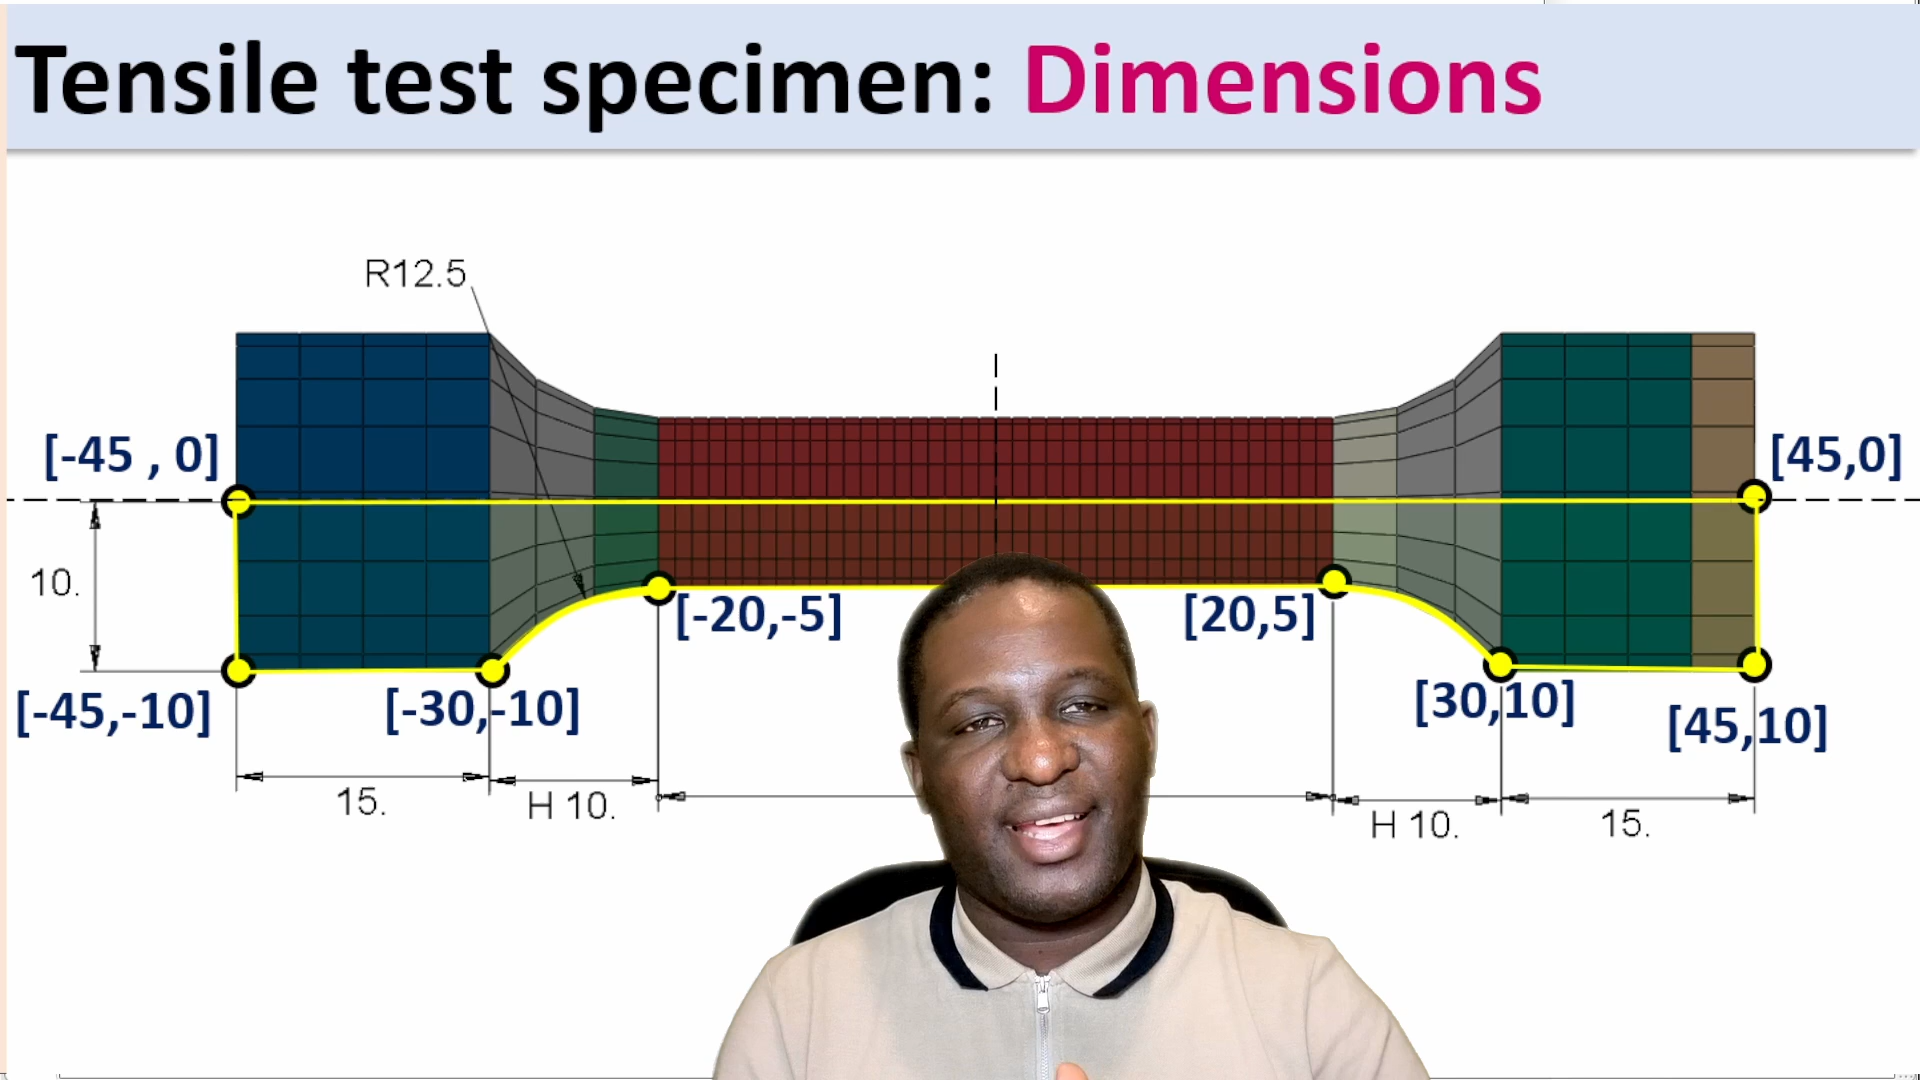 Tensile test specimen: Dimensions
R12.5
[-45 , 0]
[45,0]
10.
[-20,-5]
[20,5]
[-45,-10]
[-30,-10]
[30,10]
[45,10]
15.
H 10.
H 10.
15.